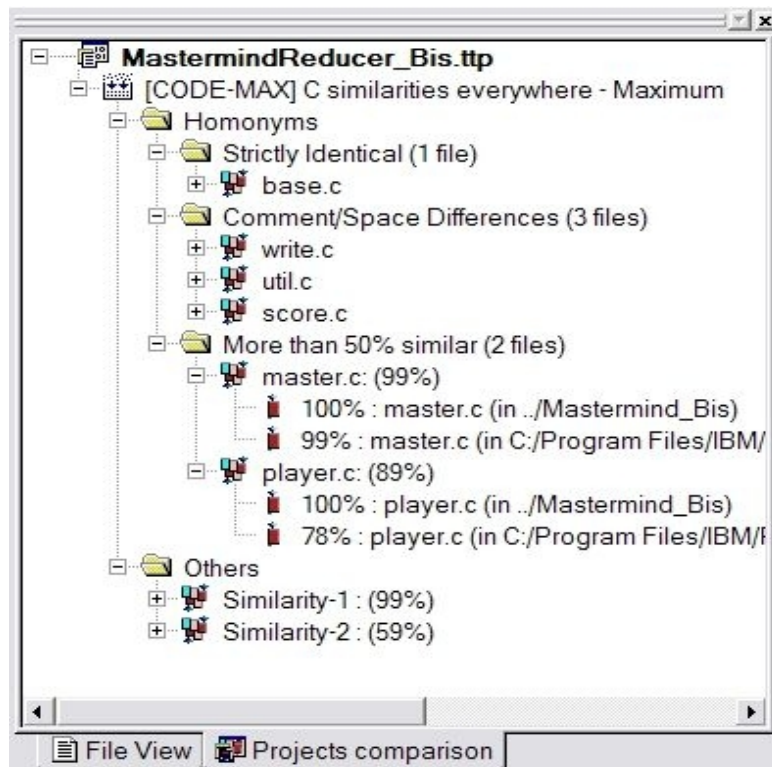 MastermindReducer_Bis.ttp
[CODE-MAX] C similarities everywhere - Maximum
Homonyms
Strictly Identical (1 file)
base.c
Comment/Space Differences (3 files)
write.c
util.c
score.c
More than 50% similar (2 files)
master.c: (99%)
100% : master.c (in ../Mastermind_Bis)
99% : master.c (in C:/Program Files/IBM/
player.c: (89%)
100% : player.c (in ../Mastermind_Bis)
78% : player.c (in C:/Program Files/IBM/
Others
Similarity-1 : (99%)
Similarity-2 : (59%)
File View Projects comparison